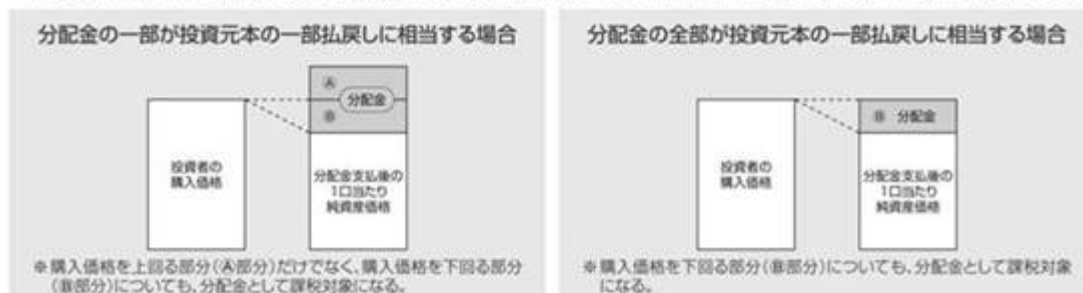 分配金の一部が投資元本の一部払戻しに相当する場合
Ⓐ
分配金
Ⓑ
投資者の
購入価格
分配金支払後の
1口当たり
純資産価格
※購入価格を上回る部分(Ⓐ部分)だけでなく、購入価格を下回る部分
(Ⓑ部分)についても、分配金として課税対象になる。
分配金の全部が投資元本の一部払戻しに相当する場合
Ⓑ 分配金
投資者の
購入価格
分配金支払後の
1口当たり
純資産価格
※購入価格を下回る部分(Ⓑ部分)についても、分配金として課税対象
になる。